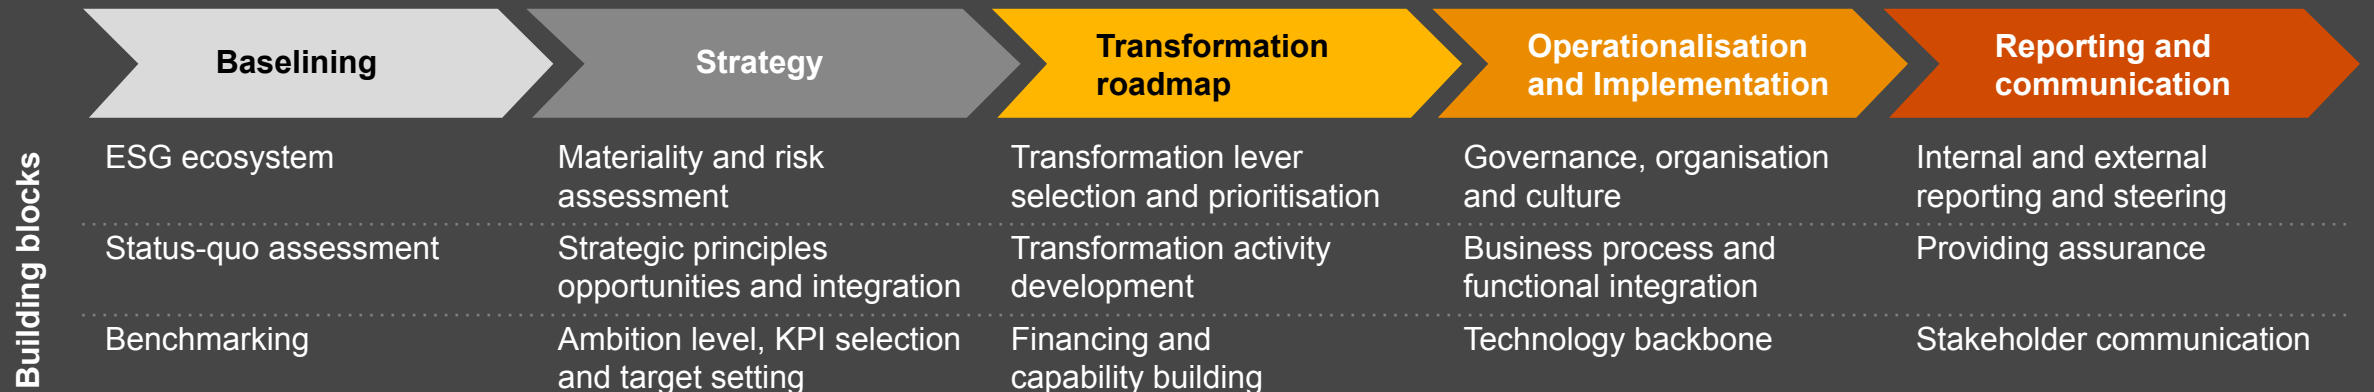 Baselining
Strategy
Transformation
roadmap
Operationalisation
and Implementation
Reporting and
communication
Building blocks
ESG ecosystem
Materiality and risk
assessment
Transformation lever
selection and prioritisation
Governance, organisation
and culture
Internal and external
reporting and steering
Status-quo assessment
Strategic principles
opportunities and integration
Transformation activity
development
Business process and
functional integration
Providing assurance
Benchmarking
Ambition level, KPI selection
and target setting
Financing and
capability building
Technology backbone
Stakeholder communication